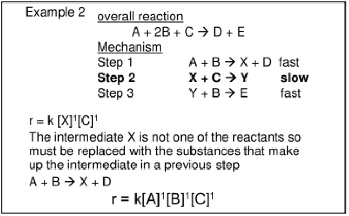 Example 2 overall reaction
A + 2B + C → D + E
Mechanism
Step 1 A + B → X + D fast
Step 2 X + C → Y slow
Step 3 Y + B → E fast
r = k [X]¹[C]¹
The intermediate X is not one of the reactants so
must be replaced with the substances that make
up the intermediate in a previous step
A + B → X + D
r = k[A]¹[B]¹[C]¹